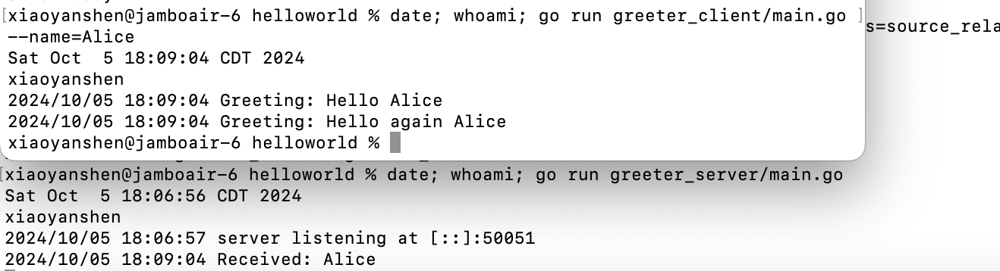 xiaoyanshen@jamboair-6 helloworld % date; whoami; go run greeter_client/main.go
--name=Alice
Sat Oct  5 18:09:04 CDT 2024
xiaoyanshen
2024/10/05 18:09:04 Greeting: Hello Alice
2024/10/05 18:09:04 Greeting: Hello again Alice
xiaoyanshen@jamboair-6 helloworld %
s=source_rela
xiaoyanshen@jamboair-6 helloworld % date; whoami; go run greeter_server/main.go
Sat Oct  5 18:06:56 CDT 2024
xiaoyanshen
2024/10/05 18:06:57 server listening at [::]:50051
2024/10/05 18:09:04 Received: Alice